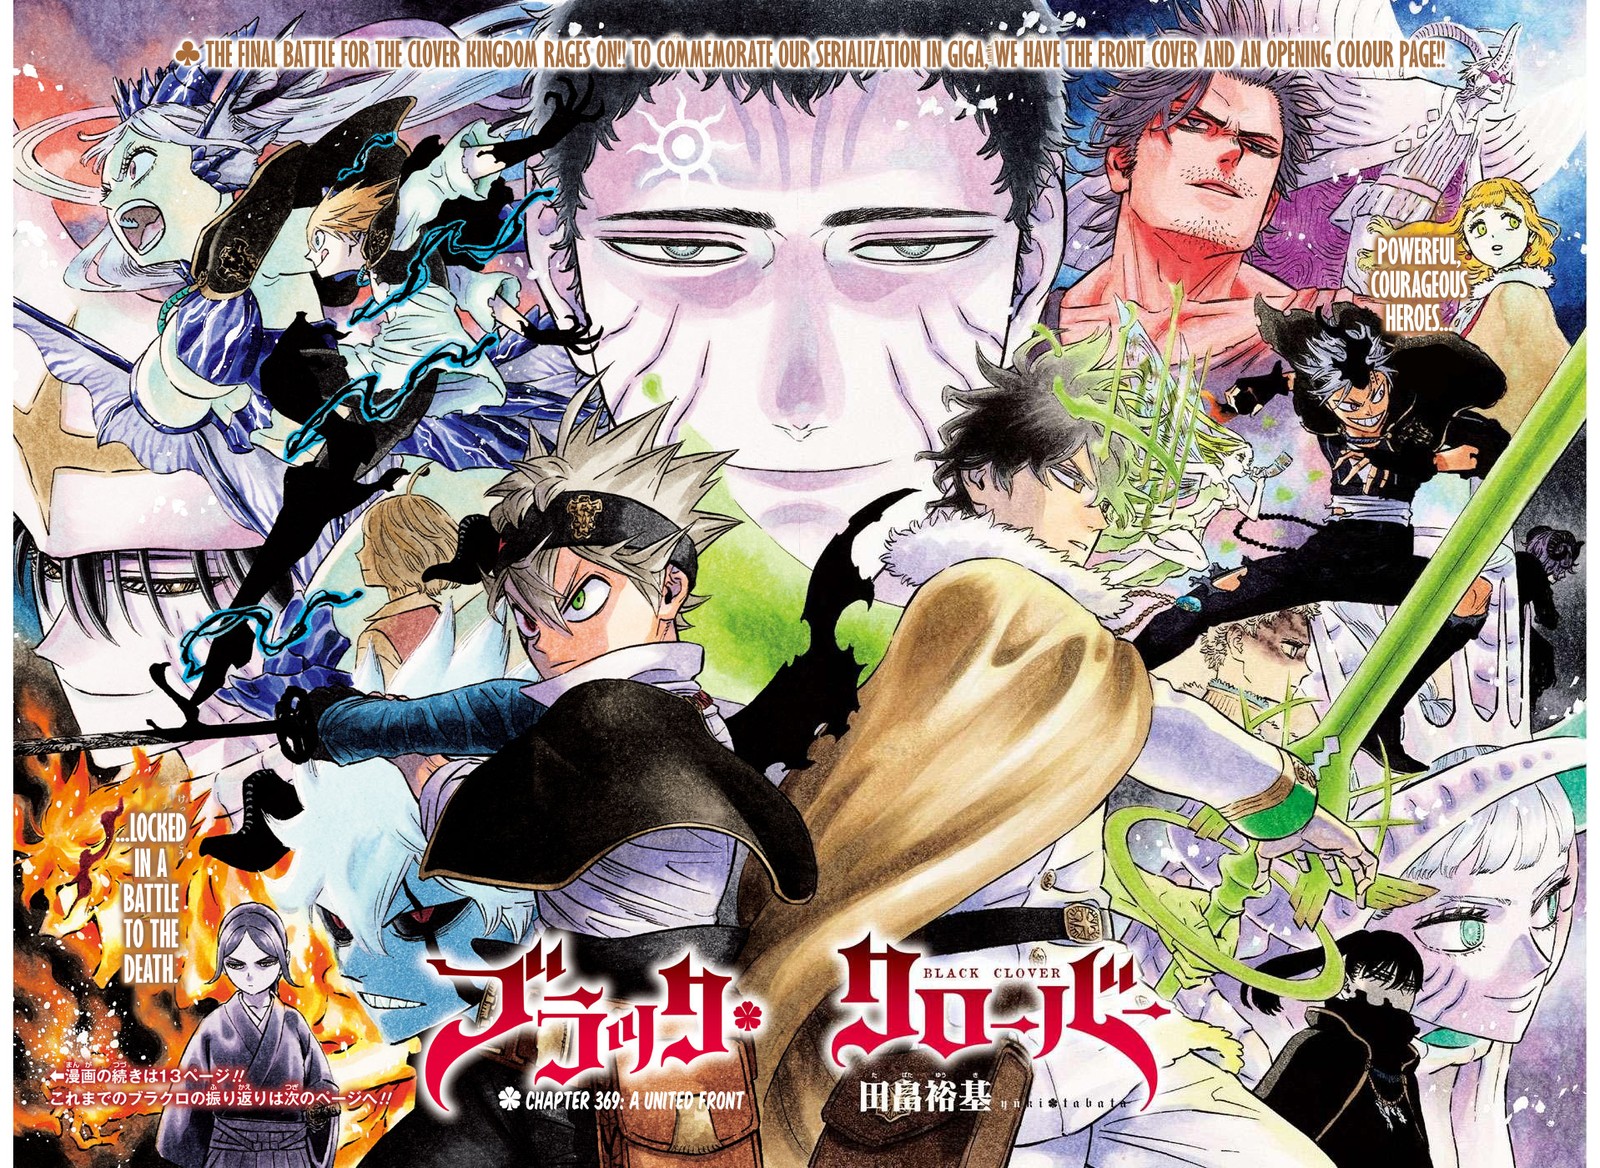 ♣THE FINAL BATTLE FOR THE CLOVER KINGDOM RAGES ON!! TO COMMEMORATE OUR SERIALIZATION IN GIGA, WE HAVE THE FRONT COVER AND AN OPENING COLOUR PAGE!!
POWERFUL,
COURAGEOUS
HEROES...
...LOCKED
IN A
BATTLE
TO THE
DEATH.
ブラック♣クローバー
BLACK CLOVER
CHAPTER 369: A UNITED FRONT
田畠裕基
yūki♣tabata
←漫画の続きは13ページ!!
これまでのブラクロの振り返りは次のページへ!!